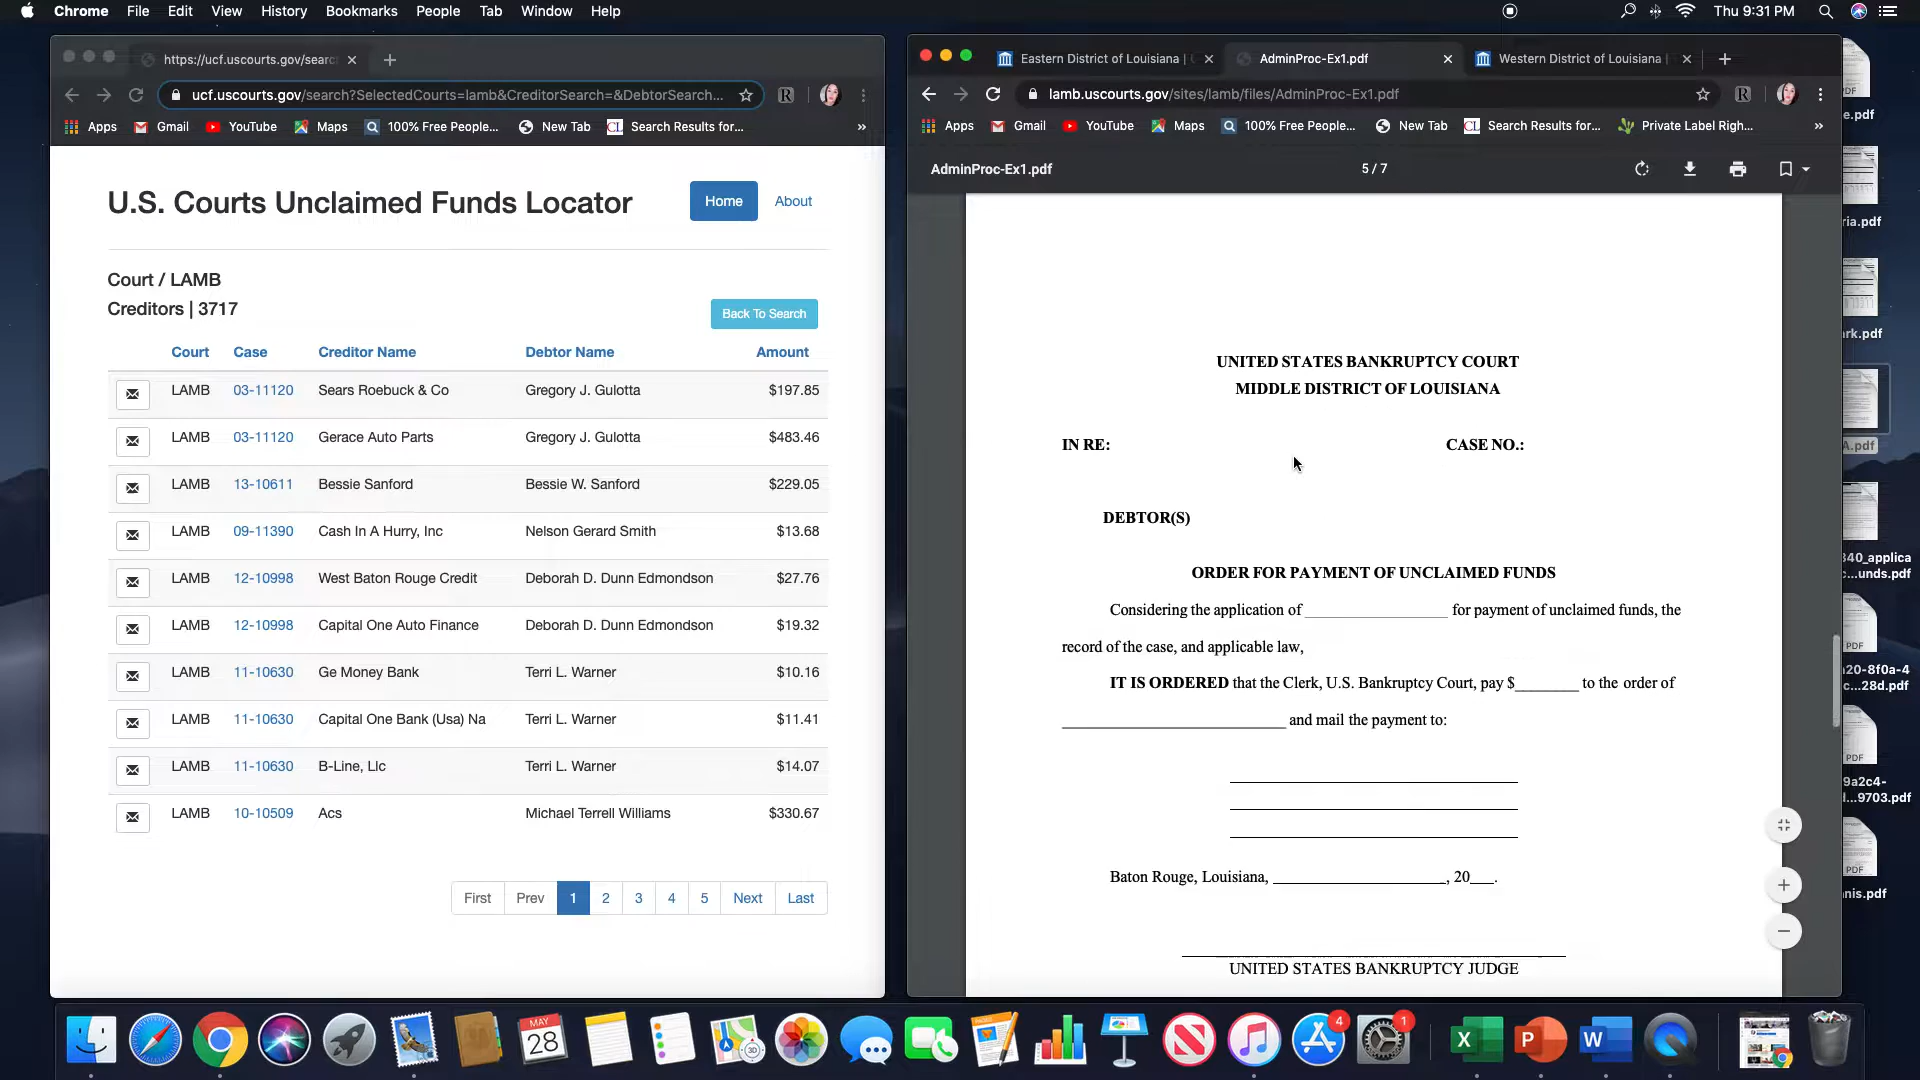 Chrome File Edit View History Bookmarks People Tab Window Help
Thu 9:31 PM
https://ucf.uscourts.gov/searc
ucf.uscourts.gov/search?SelectedCourts=lamb&CreditorSearch=&DebtorSearch...
Apps Gmail YouTube Maps 100% Free People... New Tab CL Search Results for... »
U.S. Courts Unclaimed Funds Locator
Home About
Court / LAMB
Creditors | 3717
Back To Search
Court Case Creditor Name Debtor Name Amount
LAMB 03-11120 Sears Roebuck & Co Gregory J. Gulotta $197.85
LAMB 03-11120 Gerace Auto Parts Gregory J. Gulotta $483.46
LAMB 13-10611 Bessie Sanford Bessie W. Sanford $229.05
LAMB 09-11390 Cash In A Hurry, Inc Nelson Gerard Smith $13.68
LAMB 12-10998 West Baton Rouge Credit Deborah D. Dunn Edmondson $27.76
LAMB 12-10998 Capital One Auto Finance Deborah D. Dunn Edmondson $19.32
LAMB 11-10630 Ge Money Bank Terri L. Warner $10.16
LAMB 11-10630 Capital One Bank (Usa) Na Terri L. Warner $11.41
LAMB 11-10630 B-Line, Llc Terri L. Warner $14.07
LAMB 10-10509 Acs Michael Terrell Williams $330.67
First Prev 1 2 3 4 5 Next Last
Eastern District of Louisiana | AdminProc-Ex1.pdf Western District of Louisiana |
lamb.uscourts.gov/sites/lamb/files/AdminProc-Ex1.pdf
Apps Gmail YouTube Maps 100% Free People... New Tab CL Search Results for... Private Label Righ... »
AdminProc-Ex1.pdf 5 / 7
UNITED STATES BANKRUPTCY COURT
MIDDLE DISTRICT OF LOUISIANA
IN RE: CASE NO.:
DEBTOR(S)
ORDER FOR PAYMENT OF UNCLAIMED FUNDS
Considering the application of ____________________ for payment of unclaimed funds, the
record of the case, and applicable law,
IT IS ORDERED that the Clerk, U.S. Bankruptcy Court, pay $_________ to the order of
________________________________ and mail the payment to:
Baton Rouge, Louisiana, ________________________, 20___.
UNITED STATES BANKRUPTCY JUDGE
PDF
e.pdf
ria.pdf
rk.pdf
A.pdf
340_applica
c...unds.pdf
PDF
a20-8f0a-4
c...28d.pdf
PDF
9a2c4-
d...9703.pdf
PDF
nis.pdf
MAY
28
3D
4
1
X
P
W